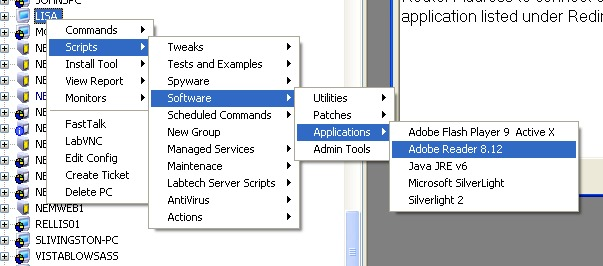 JOHNSPC
LISA
Router Address to connect
application listed under Redir
Commands
Scripts
Install Tool
View Report
Monitors
FastTalk
LabVNC
Edit Config
Create Ticket
Delete PC
Tweaks
Tests and Examples
Spyware
Software
Scheduled Commands
New Group
Managed Services
Maintenace
Labtech Server Scripts
AntiVirus
Actions
Utilities
Patches
Applications
Admin Tools
Adobe Flash Player 9 Active X
Adobe Reader 8.12
Java JRE v6
Microsoft SilverLight
Silverlight 2
MO
NE
NE
NE
NE
NE
NE
NE
NE
NE
NEMWEB1
RELLIS01
SLIVINGSTON-PC
VISTABLOWSASS